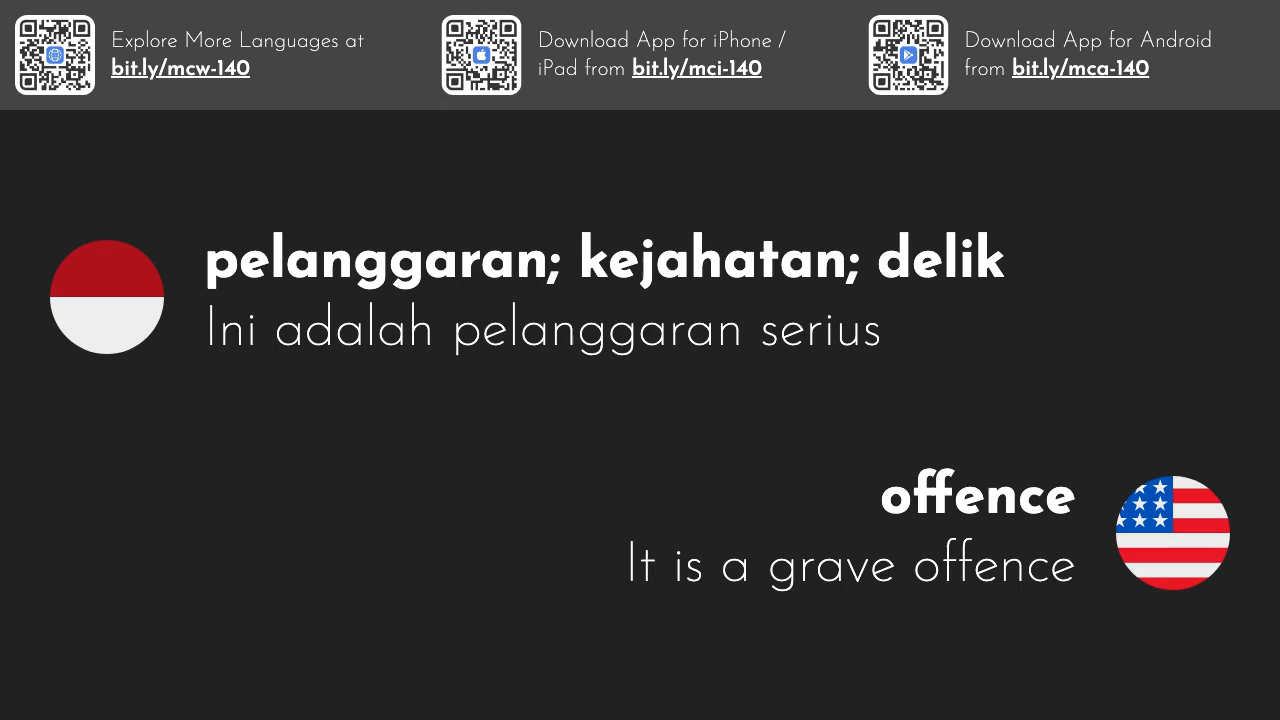 Explore More Languages at
bit.ly/mcw-140
Download App for iPhone /
iPad from bit.ly/mci-140
Download App for Android
from bit.ly/mca-140
pelanggaran; kejahatan; delik
Ini adalah pelanggaran serius
offence
It is a grave offence